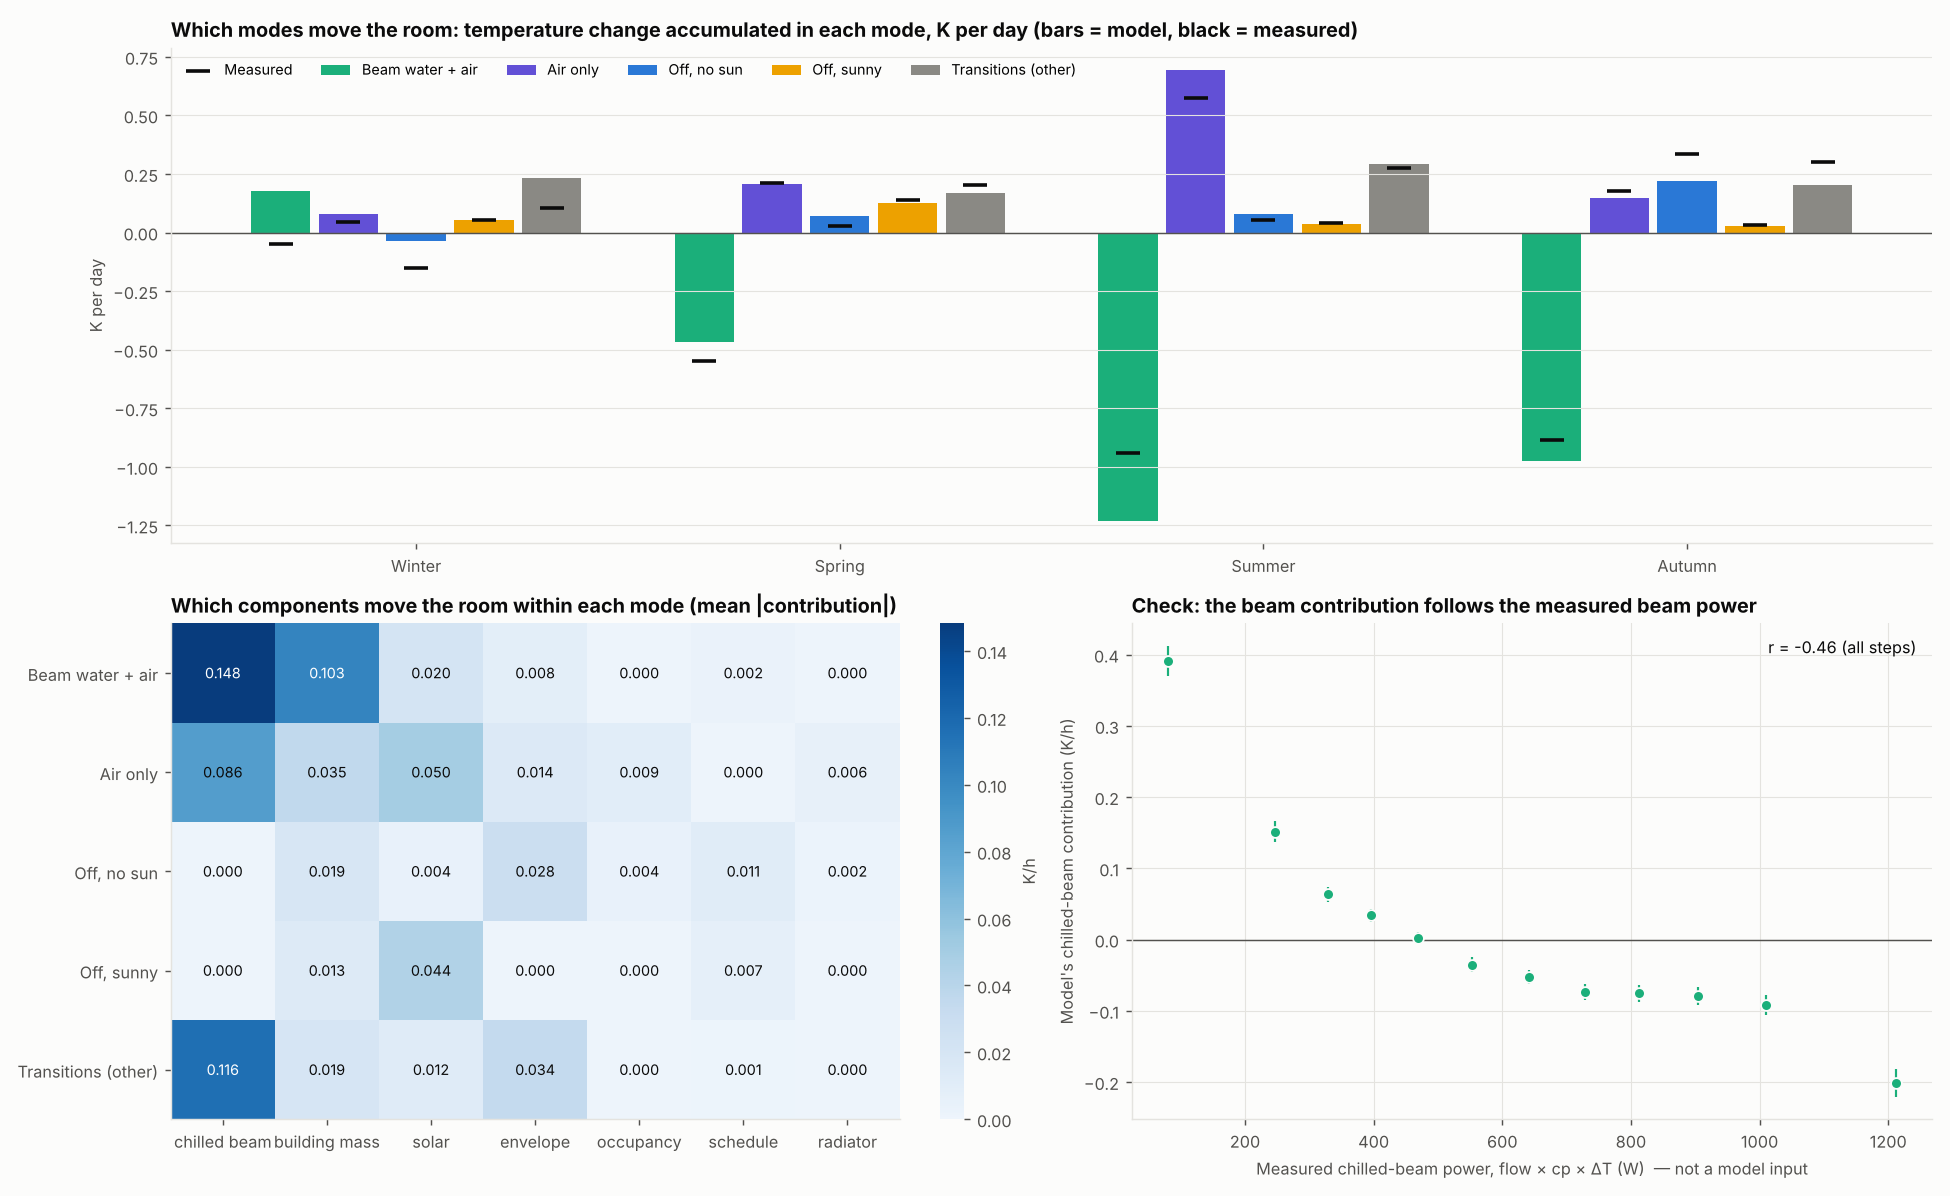 Which modes move the room: temperature change accumulated in each mode, K per day (bars = model, black = measured)
Measured Beam water + air Air only Off, no sun Off, sunny Transitions (other)
K per day
0.75
0.50
0.25
0.00
−0.25
−0.50
−0.75
−1.00
−1.25
Winter Spring Summer Autumn
Which components move the room within each mode (mean |contribution|)
Beam water + air 0.148 0.103 0.020 0.008 0.000 0.002 0.000
Air only 0.086 0.035 0.050 0.014 0.009 0.000 0.006
Off, no sun 0.000 0.019 0.004 0.028 0.004 0.011 0.002
Off, sunny 0.000 0.013 0.044 0.000 0.000 0.007 0.000
Transitions (other) 0.116 0.019 0.012 0.034 0.000 0.001 0.000
chilled beam building mass solar envelope occupancy schedule radiator
0.14
0.12
0.10
0.08
0.06
0.04
0.02
0.00
K/h
Check: the beam contribution follows the measured beam power
r = -0.46 (all steps)
Model's chilled-beam contribution (K/h)
0.4
0.3
0.2
0.1
0.0
−0.1
−0.2
200 400 600 800 1000 1200
Measured chilled-beam power, flow × cp × ΔT (W) — not a model input